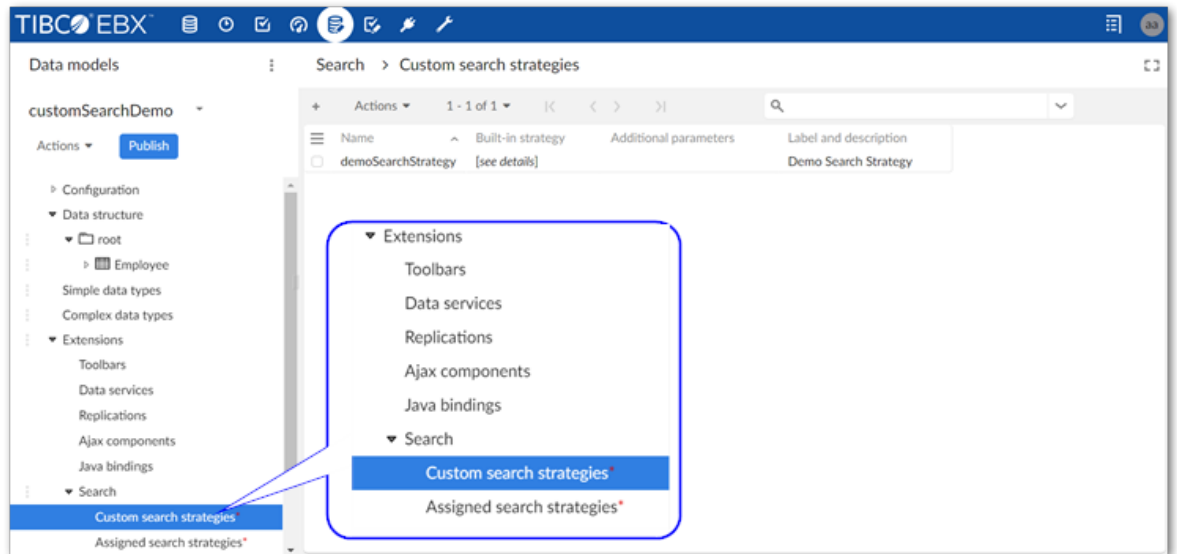 TIBCO EBX™
aa
Data models
Search > Custom search strategies
customSearchDemo
Actions
Publish
+ Actions 1 - 1 of 1
Name Built-in strategy Additional parameters Label and description
demoSearchStrategy [see details] Demo Search Strategy
Configuration
Data structure
root
Employee
Simple data types
Complex data types
Extensions
Toolbars
Data services
Replications
Ajax components
Java bindings
Search
Custom search strategies*
Assigned search strategies*
Extensions
Toolbars
Data services
Replications
Ajax components
Java bindings
Search
Custom search strategies*
Assigned search strategies*